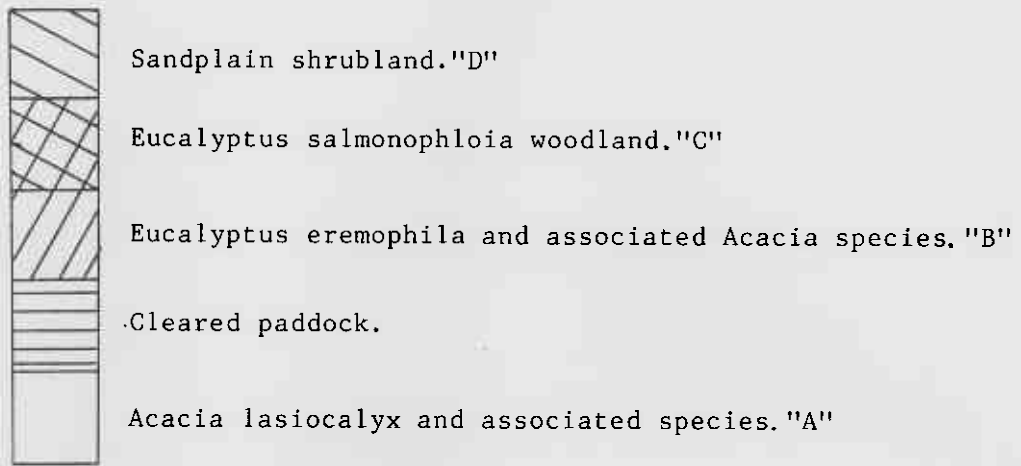 Sandplain shrubland."D"
Eucalyptus salmonophloia woodland."C"
Eucalyptus eremophila and associated Acacia species."B"
Cleared paddock.
Acacia lasiocalyx and associated species."A"